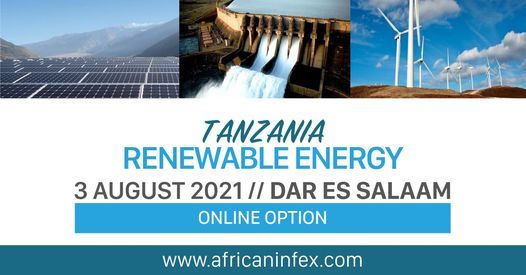 TANZANIA
RENEWABLE ENERGY
3 AUGUST 2021 // DAR ES SALAAM
ONLINE OPTION
www.africaninfex.com